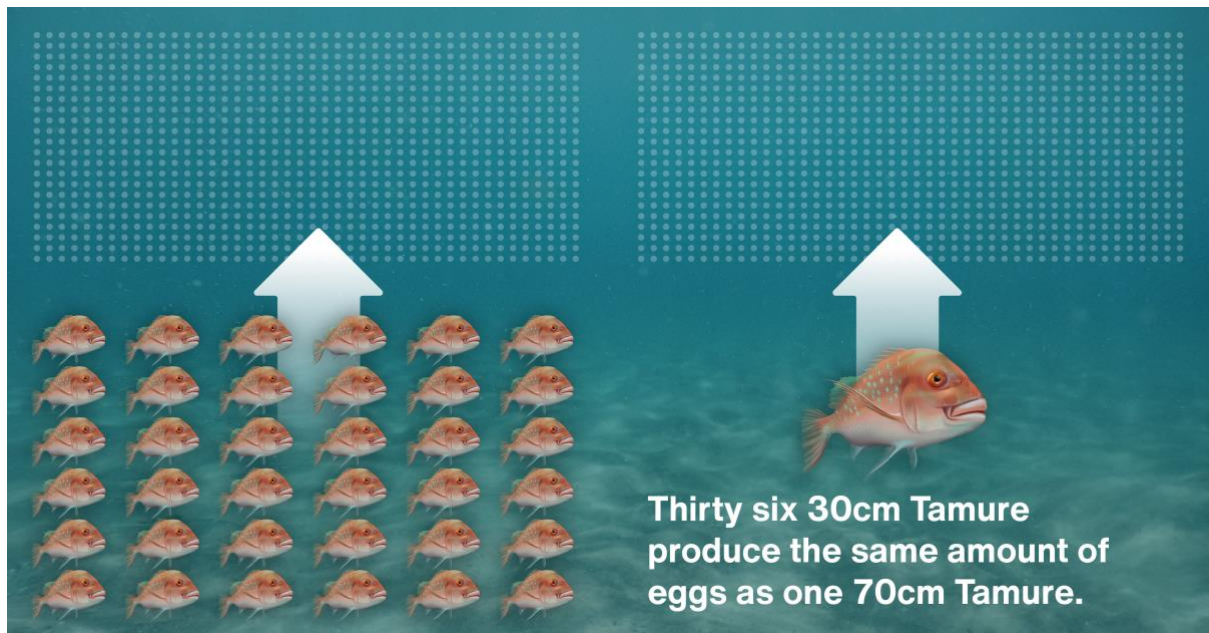 Thirty six 30cm Tamure
produce the same amount of
eggs as one 70cm Tamure.